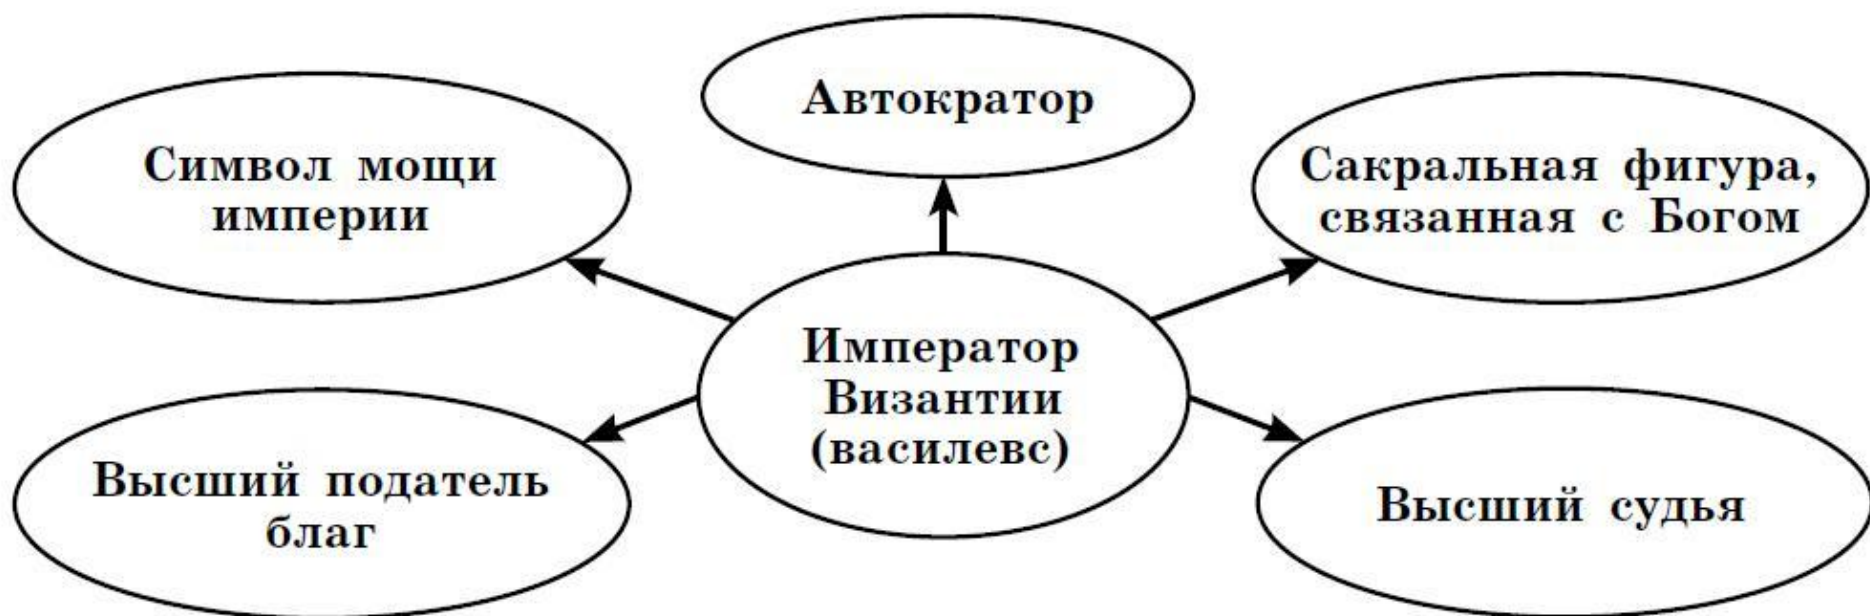 Автократор
Символ мощи
империи
Сакральная фигура,
связанная с Богом
Император
Византии
(василевс)
Высший податель
благ
Высший судья